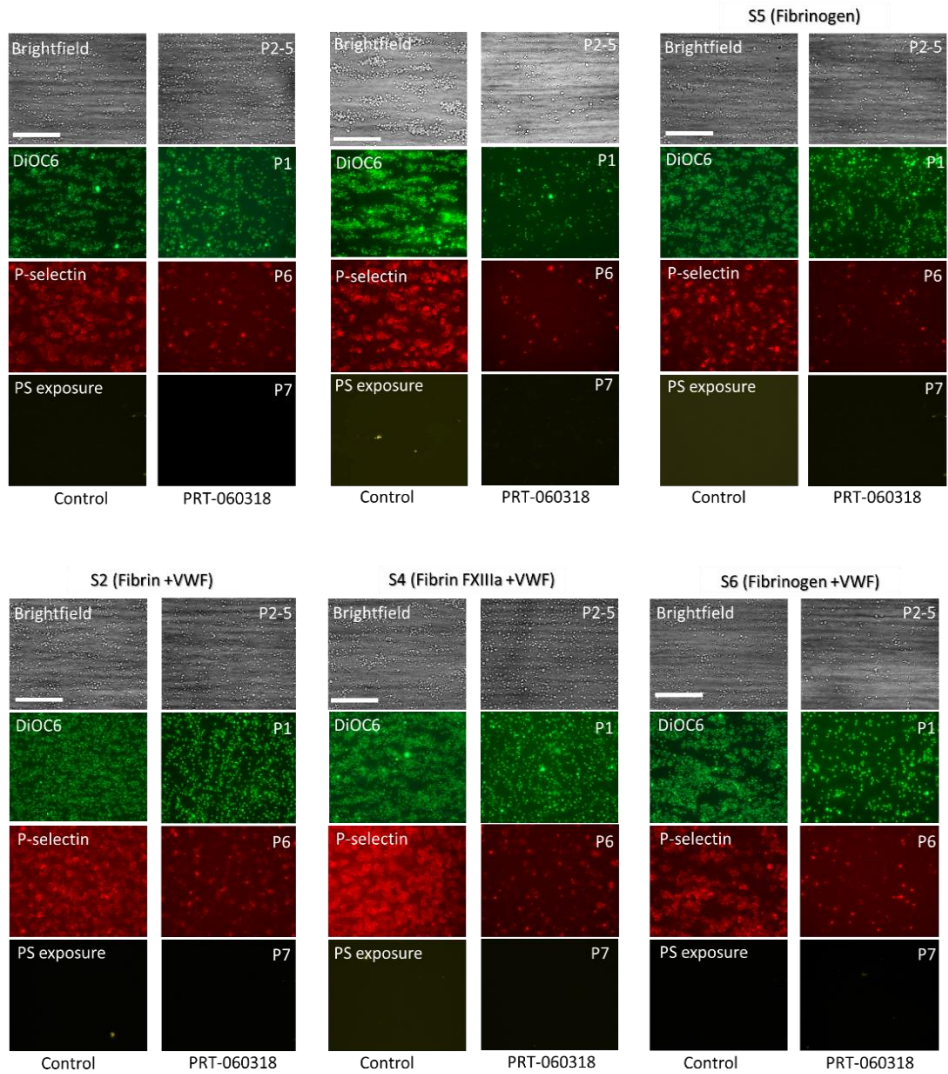 S5 (Fibrinogen)
Brightfield P2-5 Brightfield P2-5 Brightfield P2-5
DiOC6 P1 DiOC6 P1 DiOC6 P1
P-selectin P6 P-selectin P6 P-selectin P6
PS exposure P7 PS exposure P7 PS exposure P7
Control PRT-060318 Control PRT-060318 Control PRT-060318
S2 (Fibrin +VWF) S4 (Fibrin FXIIIa +VWF) S6 (Fibrinogen +VWF)
Brightfield P2-5 Brightfield P2-5 Brightfield P2-5
DiOC6 P1 DiOC6 P1 DiOC6 P1
P-selectin P6 P-selectin P6 P-selectin P6
PS exposure P7 PS exposure P7 PS exposure P7
Control PRT-060318 Control PRT-060318 Control PRT-060318